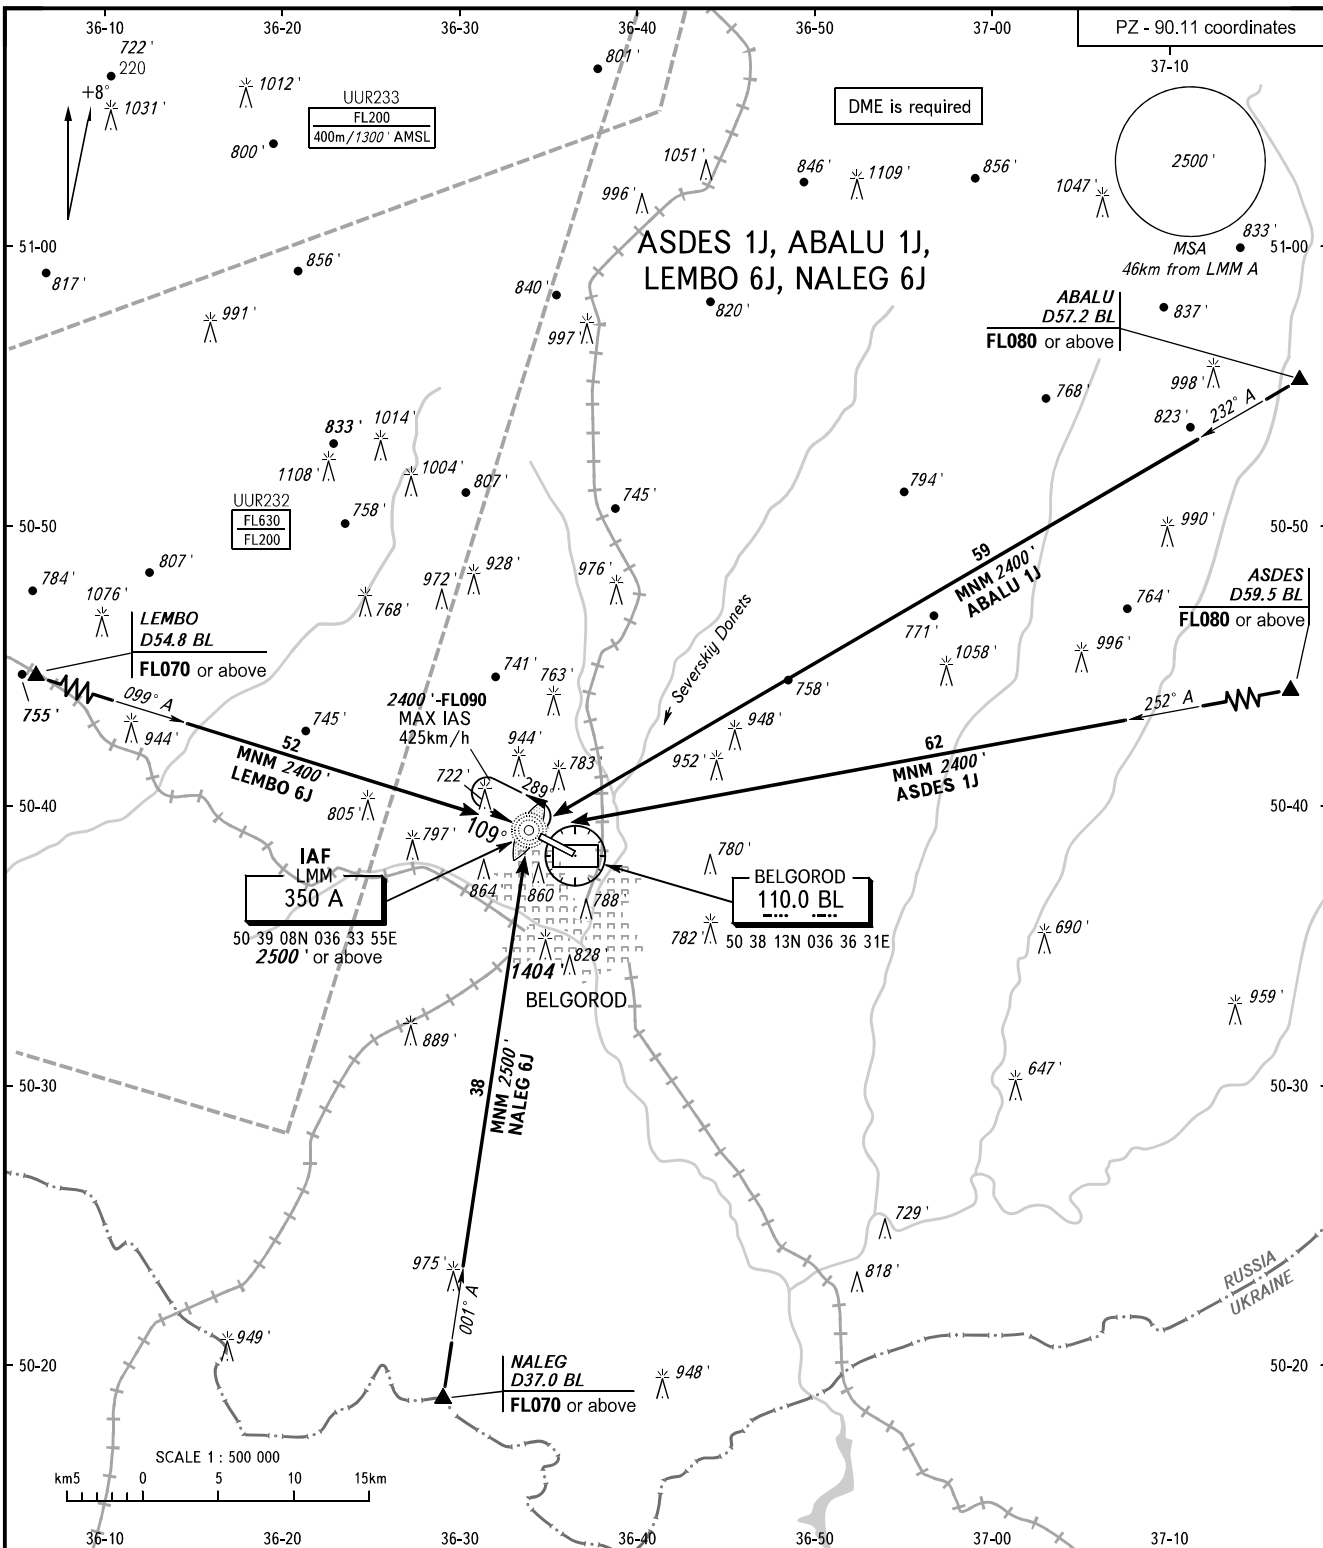 36-10
36-20
36-30
36-40
36-50
37-00
PZ - 90.11 coordinates
37-10
722 '
220
+8°
1031 '
1012 '
UUR233
FL200
400m/1300 ' AMSL
800 '
801 '
DME is required
1051 '
996 '
846 '
1109 '
856 '
1047 '
2500 '
MSA
46km from LMM A
833 '
51-00
51-00
817 '
856 '
991 '
840 '
997 '
820 '
ASDES 1J, ABALU 1J,
LEMBO 6J, NALEG 6J
ABALU
D57.2 BL
FL080 or above
837 '
998 '
768 '
823 '
232° A
833 '
1014 '
1108 '
1004 '
807 '
745 '
794 '
UUR232
FL630
FL200
758 '
50-50
50-50
990 '
784 '
807 '
1076 '
768 '
972 '
928 '
976 '
59
MNM 2400 '
ABALU 1J
771 '
764 '
ASDES
D59.5 BL
FL080 or above
LEMBO
D54.8 BL
FL070 or above
755 '
099° A
944 '
745 '
741 '
763 '
Severskiy Donets
758 '
1058 '
996 '
252° A
2400 '-FL090
MAX IAS
425km/h
52
MNM 2400 '
LEMBO 6J
944 '
783 '
948 '
952 '
62
MNM 2400 '
ASDES 1J
722 '
289°
109°
50-40
50-40
805 '
797 '
IAF
LMM
350 A
50 39 08N 036 33 55E
2500 ' or above
864 '
860 '
788 '
780 '
782 '
BELGOROD
110.0 BL
50 38 13N 036 36 31E
690 '
1404 '
828 '
BELGOROD
959 '
889 '
647 '
50-30
50-30
38
MNM 2500 '
NALEG 6J
729 '
818 '
975 '
001° A
RUSSIA
UKRAINE
949 '
50-20
50-20
NALEG
D37.0 BL
FL070 or above
948 '
SCALE 1 : 500 000
km5
0
5
10
15km
36-10
36-20
36-30
36-40
36-50
37-00
37-10